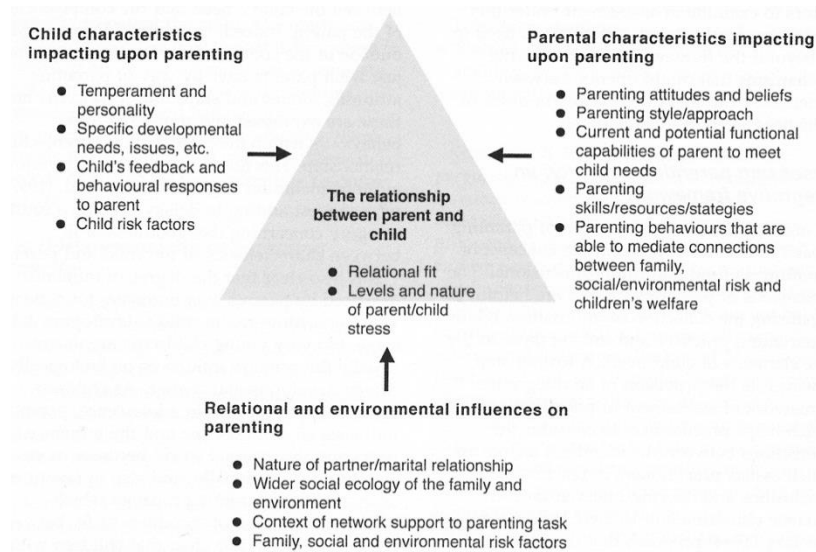 Child characteristics
impacting upon parenting
● Temperament and
personality
● Specific developmental
needs, issues, etc.
● Child's feedback and
behavioural responses
to parent
● Child risk factors
Parental characteristics impacting
upon parenting
● Parenting attitudes and beliefs
● Parenting style/approach
● Current and potential functional
capabilities of parent to meet
child needs
● Parenting
skills/resources/stategies
● Parenting behaviours that are
able to mediate connections
between family,
social/environmental risk and
children's welfare
The relationship
between parent and
child
● Relational fit
● Levels and nature
of parent/child
stress
Relational and environmental influences on
parenting
● Nature of partner/marital relationship
● Wider social ecology of the family and
environment
● Context of network support to parenting task
● Family, social and environmental risk factors